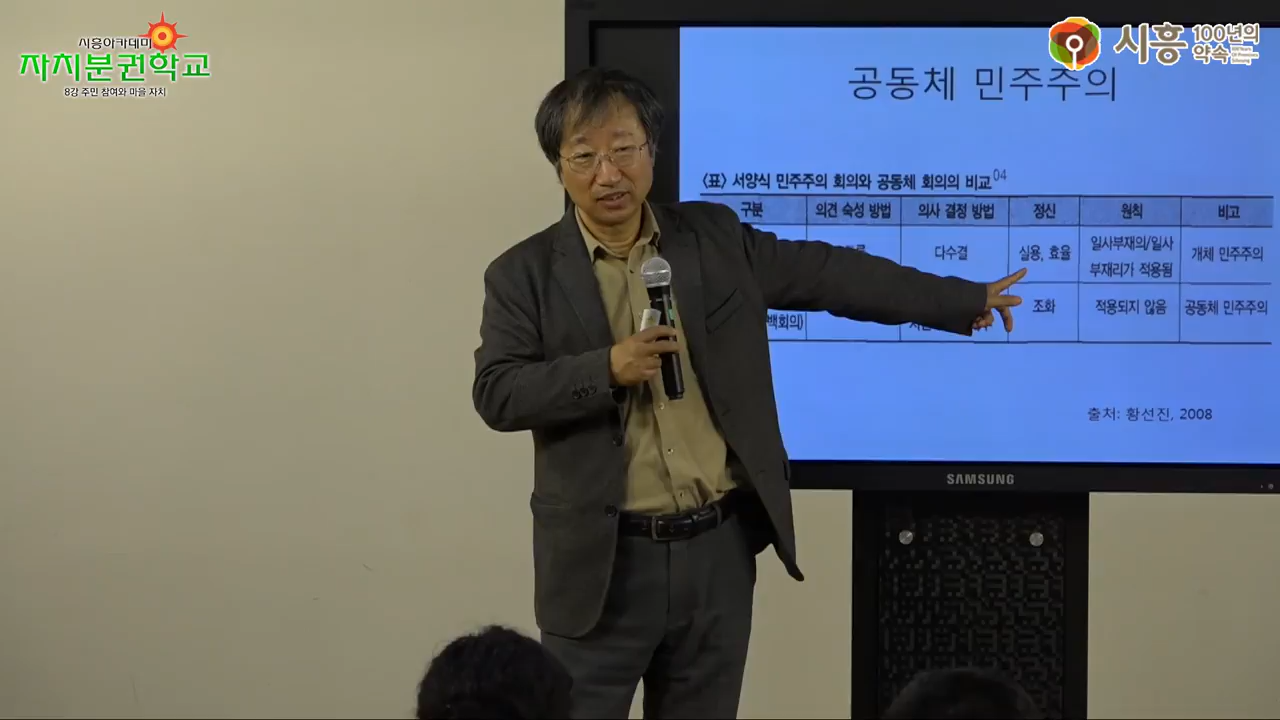 시흥아카데미
자치분권학교
8강 주민 참여와 마을 자치
시흥 100년의 약속
공동체 민주주의
〈표〉 서양식 민주주의 회의와 공동체 회의의 비교 04
구분 의견 숙성 방법 의사 결정 방법 정신 원칙 비고
다수결 실용, 효율 일사부재의/일사 부재리가 적용됨 개체 민주주의
백회의) 조화 적용되지 않음 공동체 민주주의
출처: 황선진, 2008
SAMSUNG